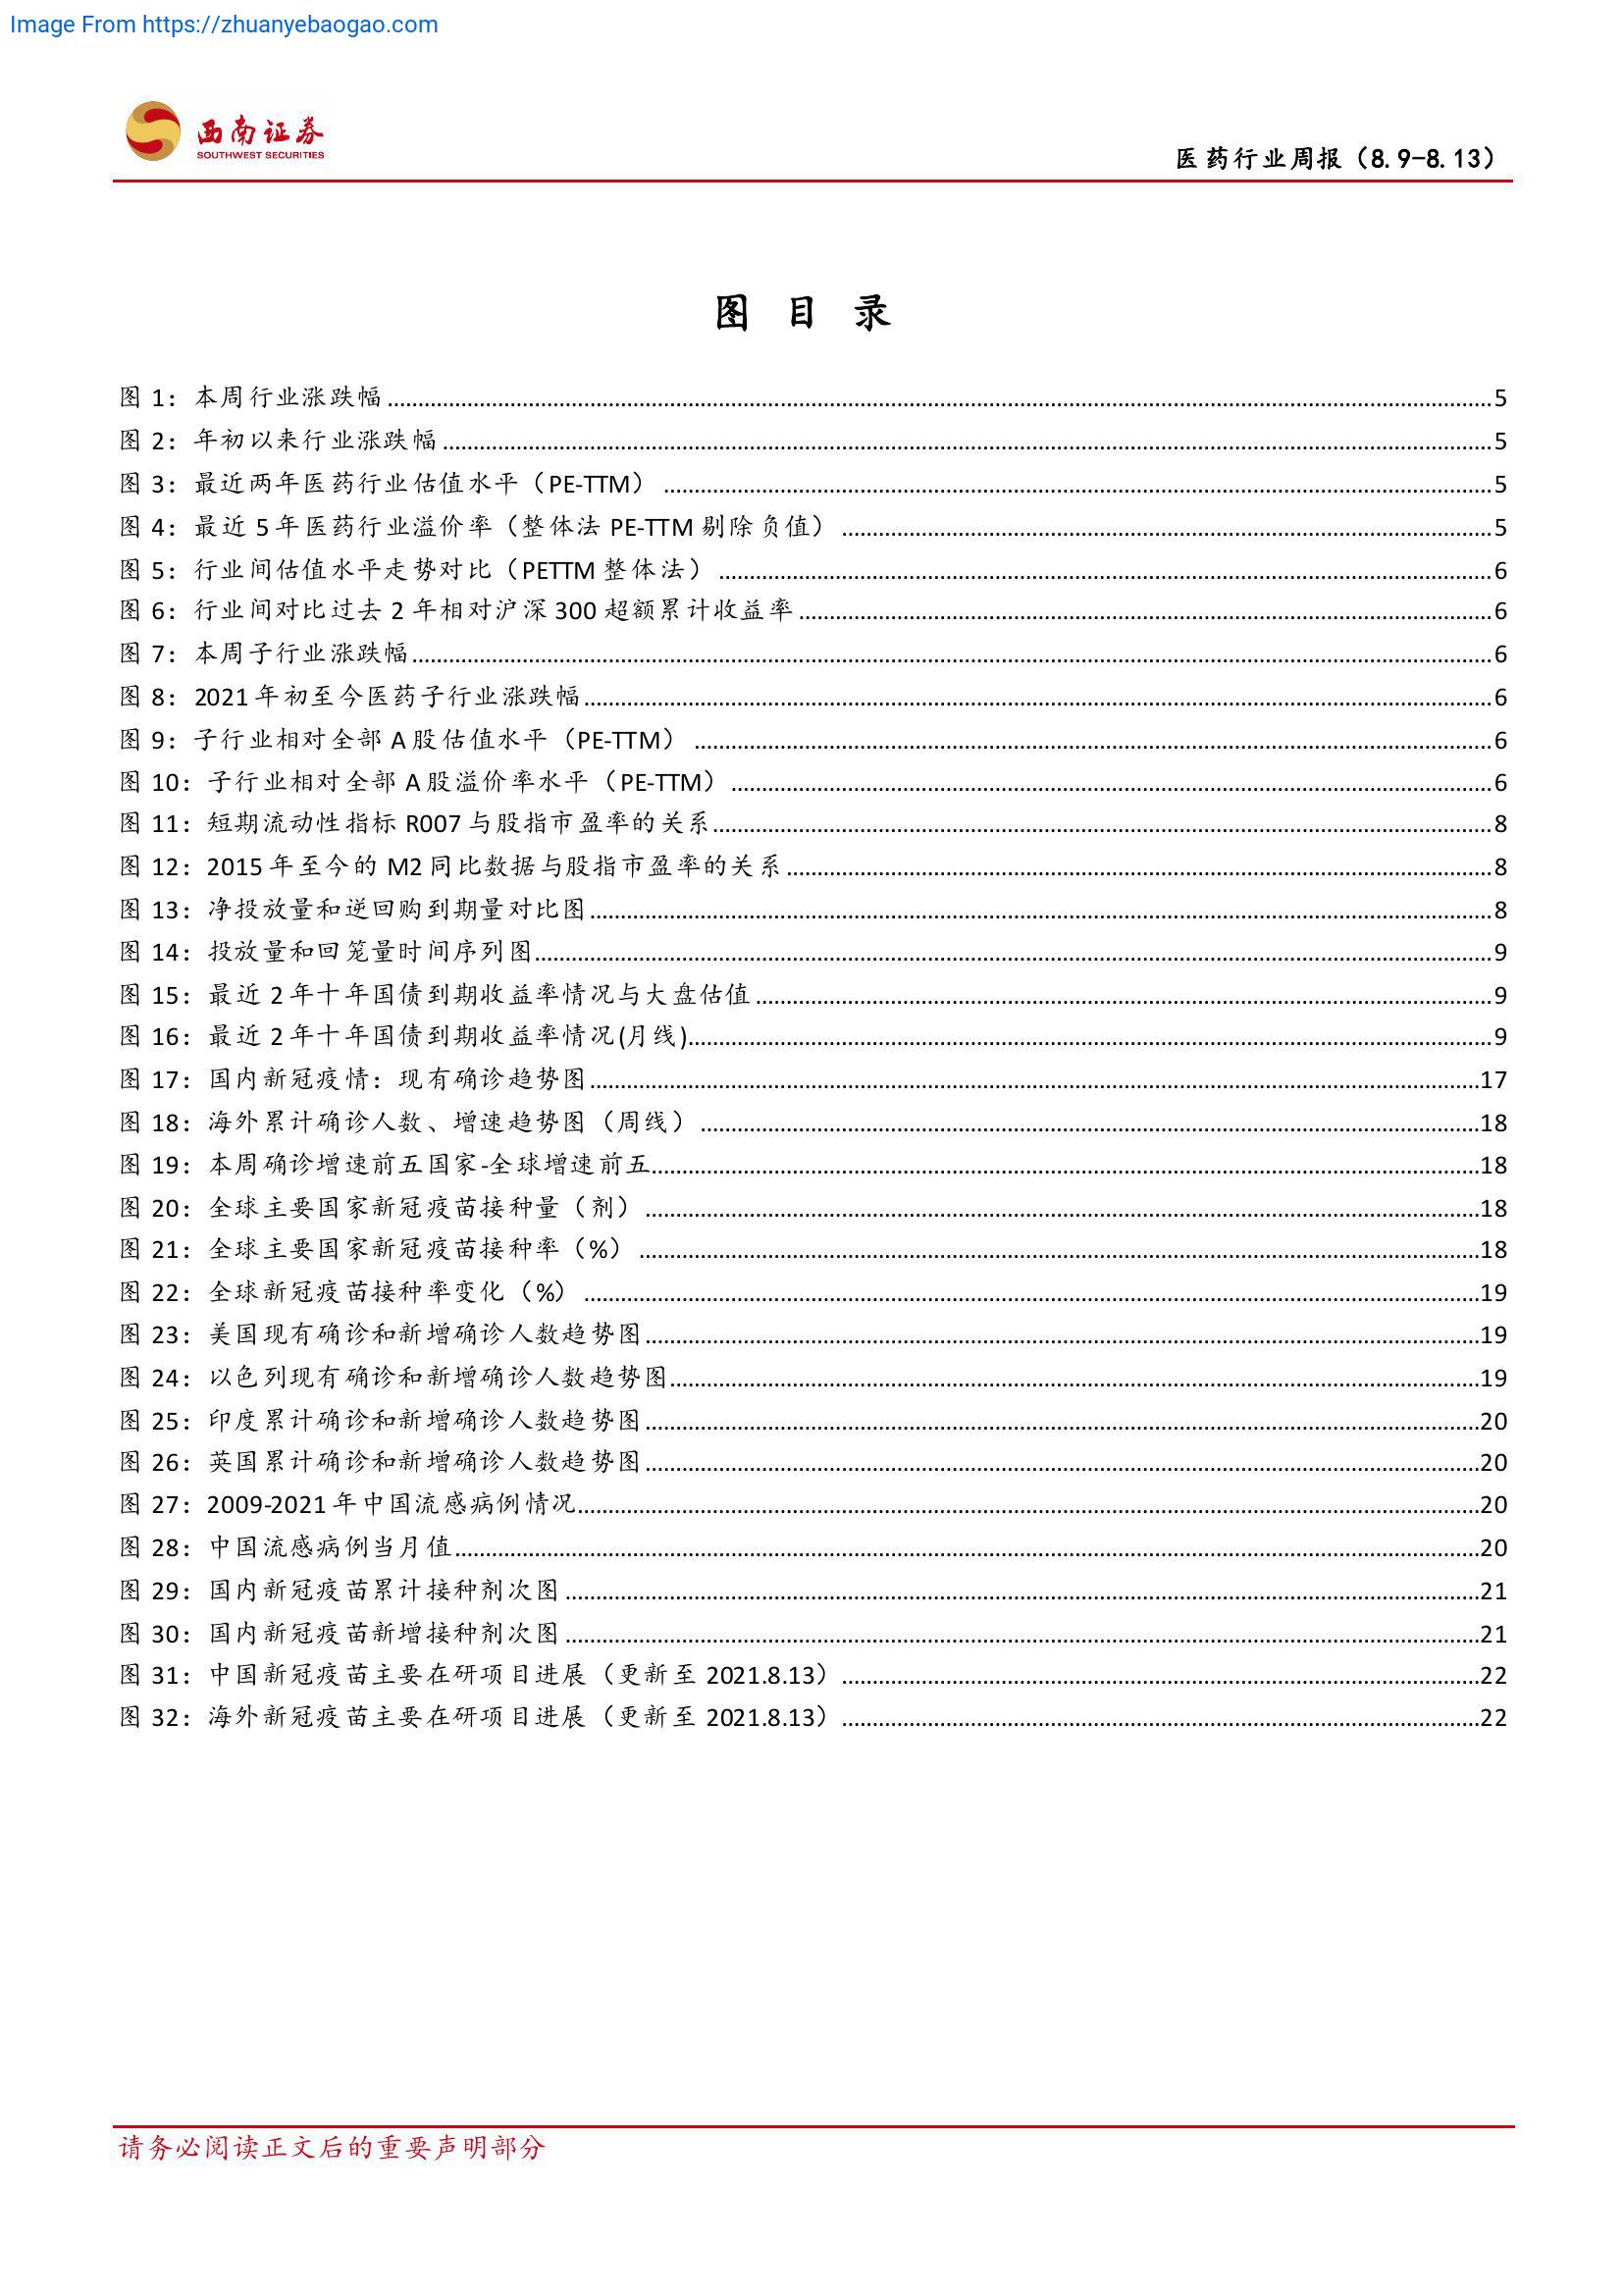 Image From https://zhuanyebaogao.com
西南证券
SOUTHWEST SECURITIES
医药行业周报（8.9-8.13）
图 目 录
图 1：本周行业涨跌幅 ........ 5
图 2：年初以来行业涨跌幅 ........ 5
图 3：最近两年医药行业估值水平（PE-TTM） ........ 5
图 4：最近 5 年医药行业溢价率（整体法 PE-TTM 剔除负值） ........ 5
图 5：行业间估值水平走势对比（PETTM 整体法） ........ 6
图 6：行业间对比过去 2 年相对沪深 300 超额累计收益率 ........ 6
图 7：本周子行业涨跌幅 ........ 6
图 8：2021 年初至今医药子行业涨跌幅 ........ 6
图 9：子行业相对全部 A 股估值水平（PE-TTM） ........ 6
图 10：子行业相对全部 A 股溢价率水平（PE-TTM） ........ 6
图 11：短期流动性指标 R007 与股指市盈率的关系 ........ 8
图 12：2015 年至今的 M2 同比数据与股指市盈率的关系 ........ 8
图 13：净投放量和逆回购到期量对比图 ........ 8
图 14：投放量和回笼量时间序列图 ........ 9
图 15：最近 2 年十年国债到期收益率情况与大盘估值 ........ 9
图 16：最近 2 年十年国债到期收益率情况(月线) ........ 9
图 17：国内新冠疫情：现有确诊趋势图 ........ 17
图 18：海外累计确诊人数、增速趋势图（周线） ........ 18
图 19：本周确诊增速前五国家-全球增速前五 ........ 18
图 20：全球主要国家新冠疫苗接种量（剂） ........ 18
图 21：全球主要国家新冠疫苗接种率（%） ........ 18
图 22：全球新冠疫苗接种率变化（%） ........ 19
图 23：美国现有确诊和新增确诊人数趋势图 ........ 19
图 24：以色列现有确诊和新增确诊人数趋势图 ........ 19
图 25：印度累计确诊和新增确诊人数趋势图 ........ 20
图 26：英国累计确诊和新增确诊人数趋势图 ........ 20
图 27：2009-2021 年中国流感病例情况 ........ 20
图 28：中国流感病例当月值 ........ 20
图 29：国内新冠疫苗累计接种剂次图 ........ 21
图 30：国内新冠疫苗新增接种剂次图 ........ 21
图 31：中国新冠疫苗主要在研项目进展（更新至 2021.8.13） ........ 22
图 32：海外新冠疫苗主要在研项目进展（更新至 2021.8.13） ........ 22
请务必阅读正文后的重要声明部分